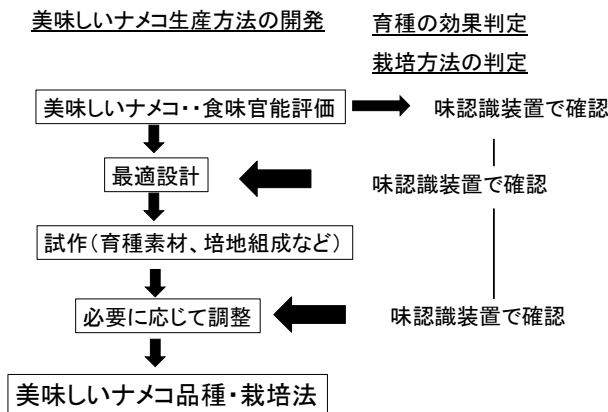 美味しいナメコ生産方法の開発
育種の効果判定
栽培方法の判定
美味しいナメコ・・食味官能評価
味認識装置で確認
最適設計
味認識装置で確認
試作(育種素材、培地組成など)
必要に応じて調整
味認識装置で確認
美味しいナメコ品種・栽培法